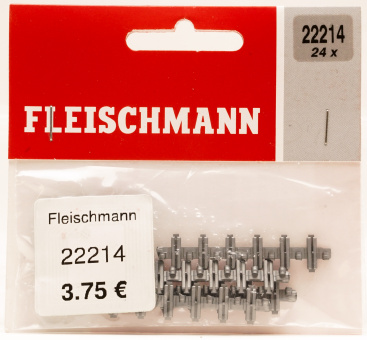 22214
24 x
FLEISCHMANN
Fleischmann
22214
3.75 €